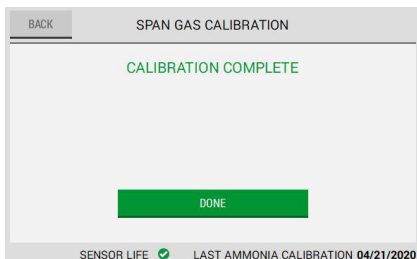 BACK SPAN GAS CALIBRATION
CALIBRATION COMPLETE
DONE
SENSOR LIFE LAST AMMONIA CALIBRATION 04/21/2020